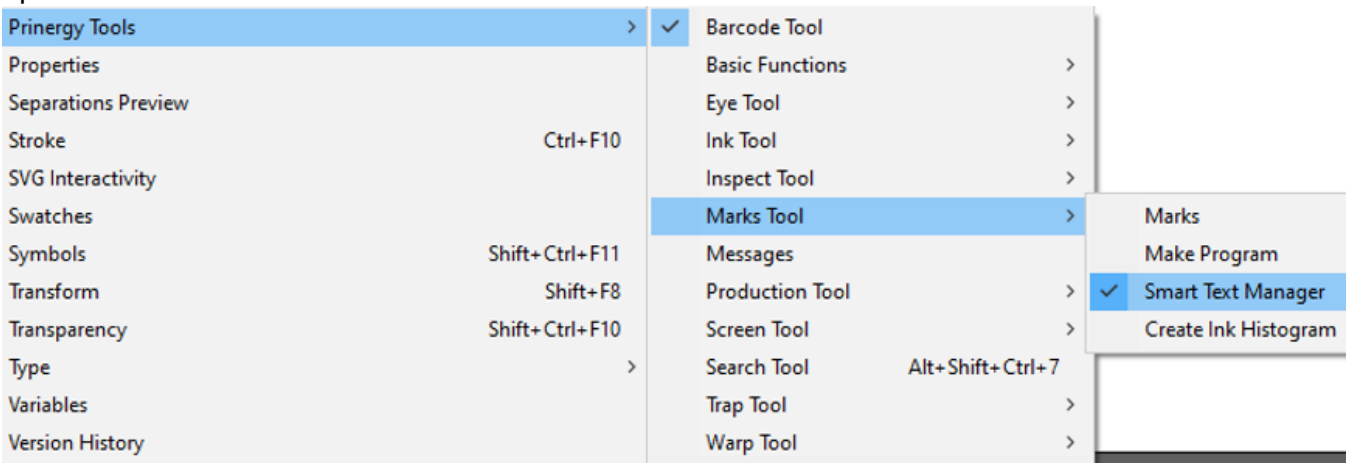 Prinergy Tools >
Properties
Separations Preview
Stroke Ctrl+F10
SVG Interactivity
Swatches
Symbols Shift+Ctrl+F11
Transform Shift+F8
Transparency Shift+Ctrl+F10
Type >
Variables
Version History
✓ Barcode Tool
Basic Functions >
Eye Tool >
Ink Tool >
Inspect Tool >
Marks Tool >
Messages
Production Tool >
Screen Tool >
Search Tool Alt+Shift+Ctrl+7
Trap Tool >
Warp Tool >
Marks
Make Program
✓ Smart Text Manager
Create Ink Histogram